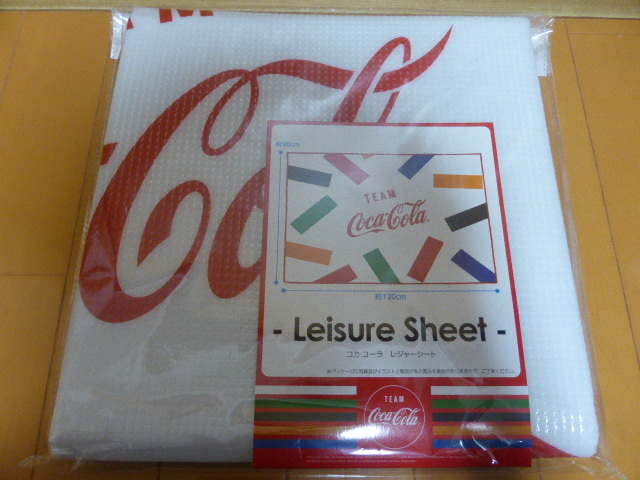 M
Coca
約90cm
TEAM
Coca-Cola
約120cm
- Leisure Sheet -
コカ・コーラ レジャーシート
TEAM
Coca-Cola